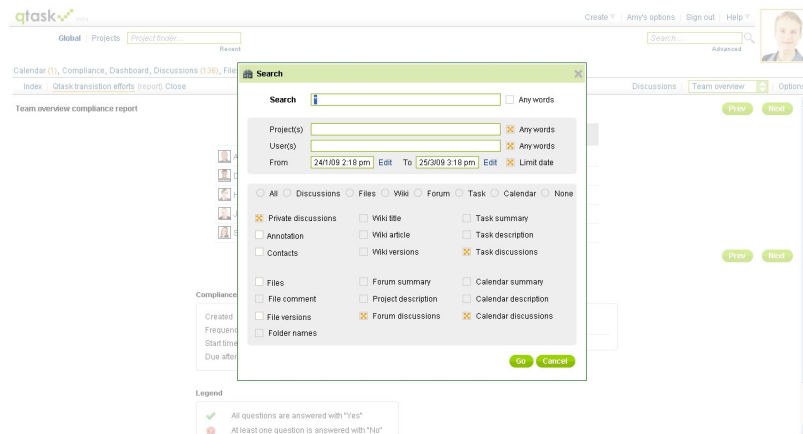 qtask
Create Amy's options Sign out Help
Global Projects Project finder... Search...
Recent Advanced
Calendar (1), Compliance, Dashboard, Discussions (136), File
Index Qtask translation efforts (report) Close Discussions Team overview Option
Team overview compliance report Prev Next
Search
Search * Any words
Project(s) Any words
User(s) Any words
From 24/1/09 2:18 pm Edit To 25/3/09 3:18 pm Edit Limit date
All Discussions Files Wiki Forum Task Calendar None
Private discussions Wiki title Task summary
Annotation Wiki article Task description
Contacts Wiki versions Task discussions
Prev Next
Files Forum summary Calendar summary
File comment Project description Calendar description
File versions Forum discussions Calendar discussions
Folder names
Go Cancel
Compliance
Created
Frequenc
Start time
Due after
Legend
All questions are answered with "Yes"
At least one question is answered with "No"